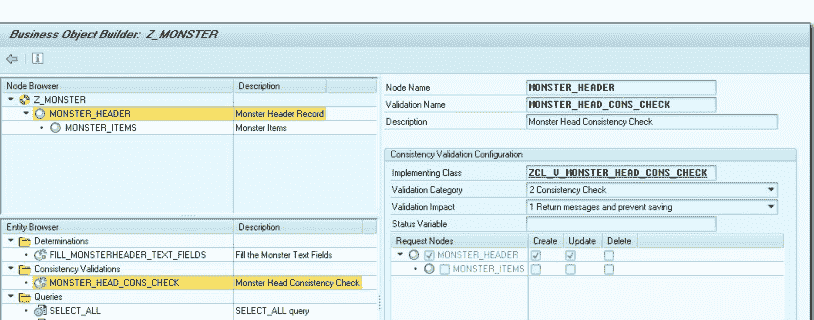 Business Object Builder: Z_MONSTER
Node Browser Description
Z_MONSTER
MONSTER_HEADER Monster Header Record
MONSTER_ITEMS Monster Items
Entity Browser Description
Determinations
FILL_MONSTERHEADER_TEXT_FIELDS Fill the Monster Text Fields
Consistency Validations
MONSTER_HEAD_CONS_CHECK Monster Head Consistency Check
Queries
SELECT_ALL SELECT_ALL query
Node Name MONSTER_HEADER
Validation Name MONSTER_HEAD_CONS_CHECK
Description Monster Head Consistency Check
Consistency Validation Configuration
Implementing Class ZCL_V_MONSTER_HEAD_CONS_CHECK
Validation Category 2 Consistency Check
Validation Impact 1 Return messages and prevent saving
Status Variable
Request Nodes Create Update Delete
MONSTER_HEADER
MONSTER_ITEMS